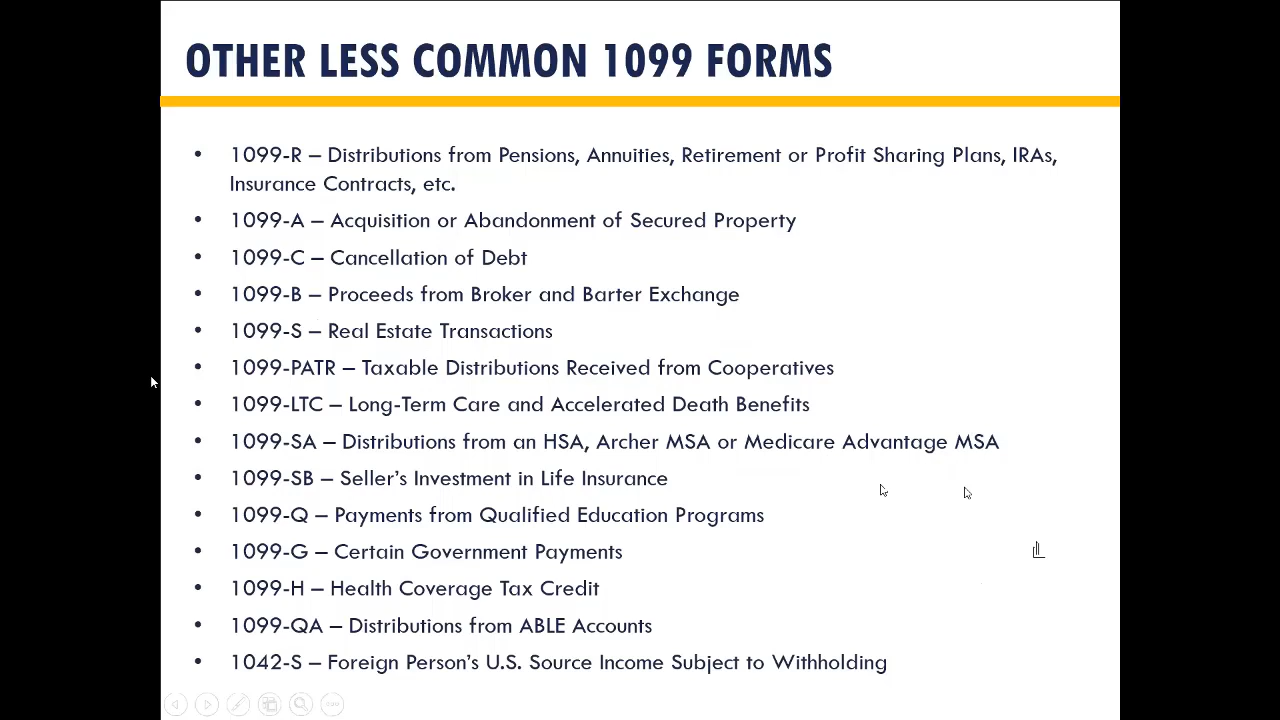 OTHER LESS COMMON 1099 FORMS
• 1099-R – Distributions from Pensions, Annuities, Retirement or Profit Sharing Plans, IRAs,
Insurance Contracts, etc.
• 1099-A – Acquisition or Abandonment of Secured Property
• 1099-C – Cancellation of Debt
• 1099-B – Proceeds from Broker and Barter Exchange
• 1099-S – Real Estate Transactions
• 1099-PATR – Taxable Distributions Received from Cooperatives
• 1099-LTC – Long-Term Care and Accelerated Death Benefits
• 1099-SA – Distributions from an HSA, Archer MSA or Medicare Advantage MSA
• 1099-SB – Seller’s Investment in Life Insurance
• 1099-Q – Payments from Qualified Education Programs
• 1099-G – Certain Government Payments
• 1099-H – Health Coverage Tax Credit
• 1099-QA – Distributions from ABLE Accounts
• 1042-S – Foreign Person’s U.S. Source Income Subject to Withholding